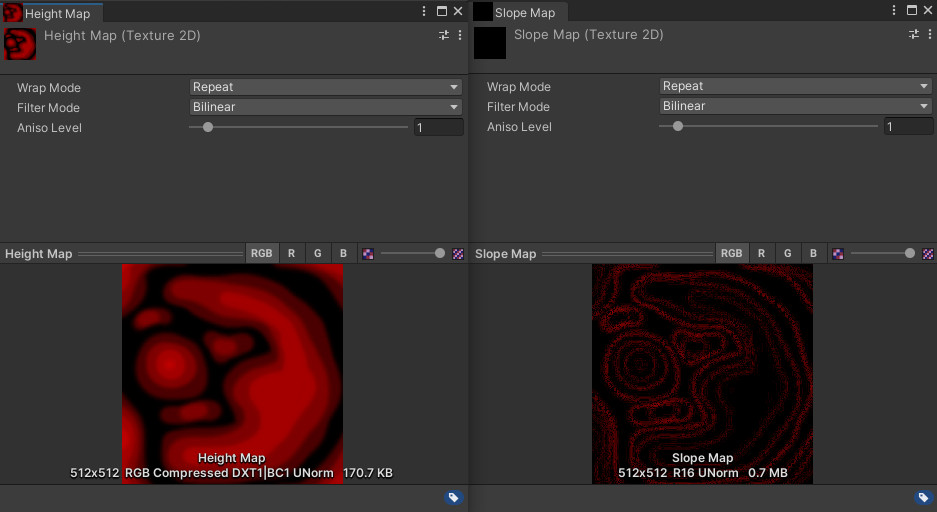 Height Map
Height Map (Texture 2D)
Wrap Mode Repeat
Filter Mode Bilinear
Aniso Level 1
Height Map RGB R G B
Height Map
512x512 RGB Compressed DXT1|BC1 UNorm 170.7 KB
Slope Map
Slope Map (Texture 2D)
Wrap Mode Repeat
Filter Mode Bilinear
Aniso Level 1
Slope Map RGB R G B
Slope Map
512x512 R16 UNorm 0.7 MB